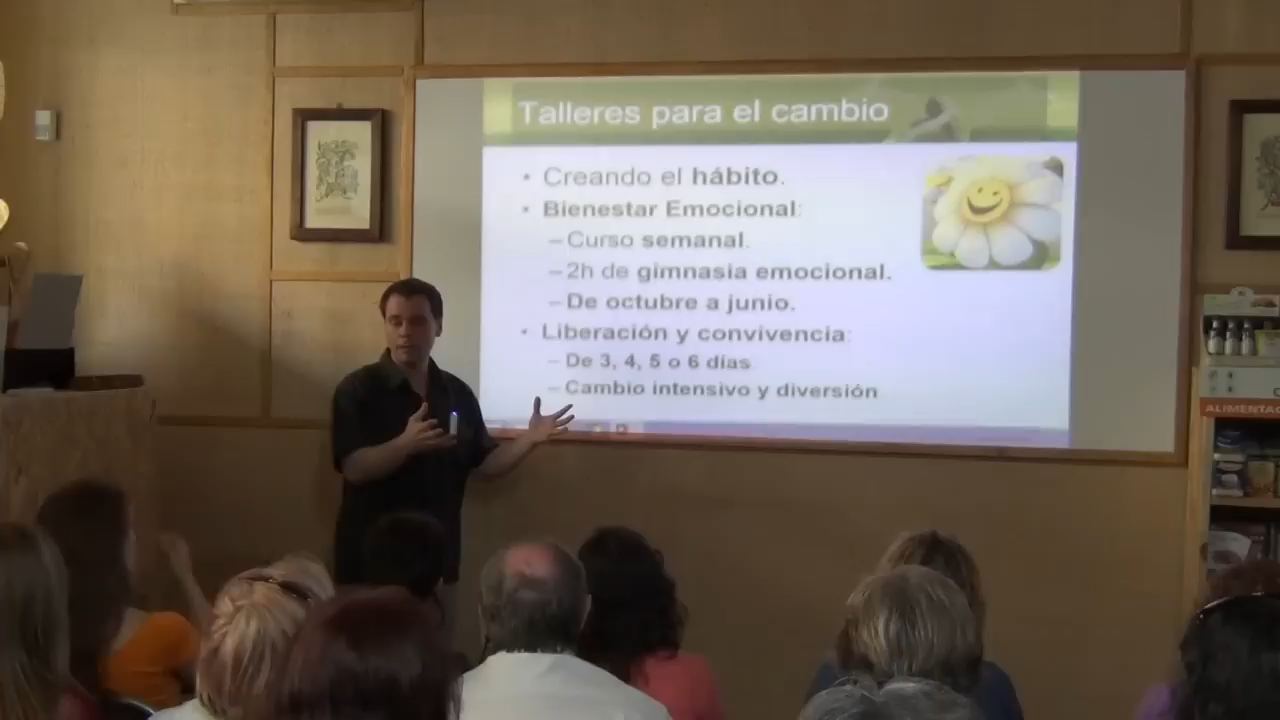 Talleres para el cambio
• Creando el hábito.
• Bienestar Emocional:
– Curso semanal.
– 2h de gimnasia emocional.
– De octubre a junio.
• Liberación y convivencia:
– De 3, 4, 5 o 6 días
– Cambio intensivo y diversión